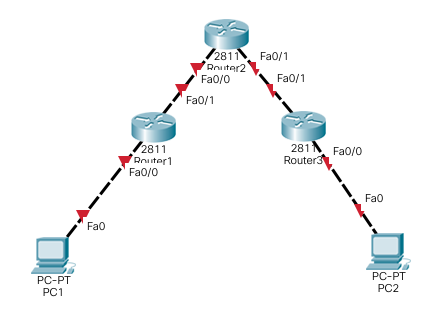 2811
Router2
Fa0/1
Fa0/0
Fa0/1
Fa0/1
2811
Router1
2811
Router3
Fa0/0
Fa0/0
Fa0
Fa0
PC-PT
PC1
PC-PT
PC2